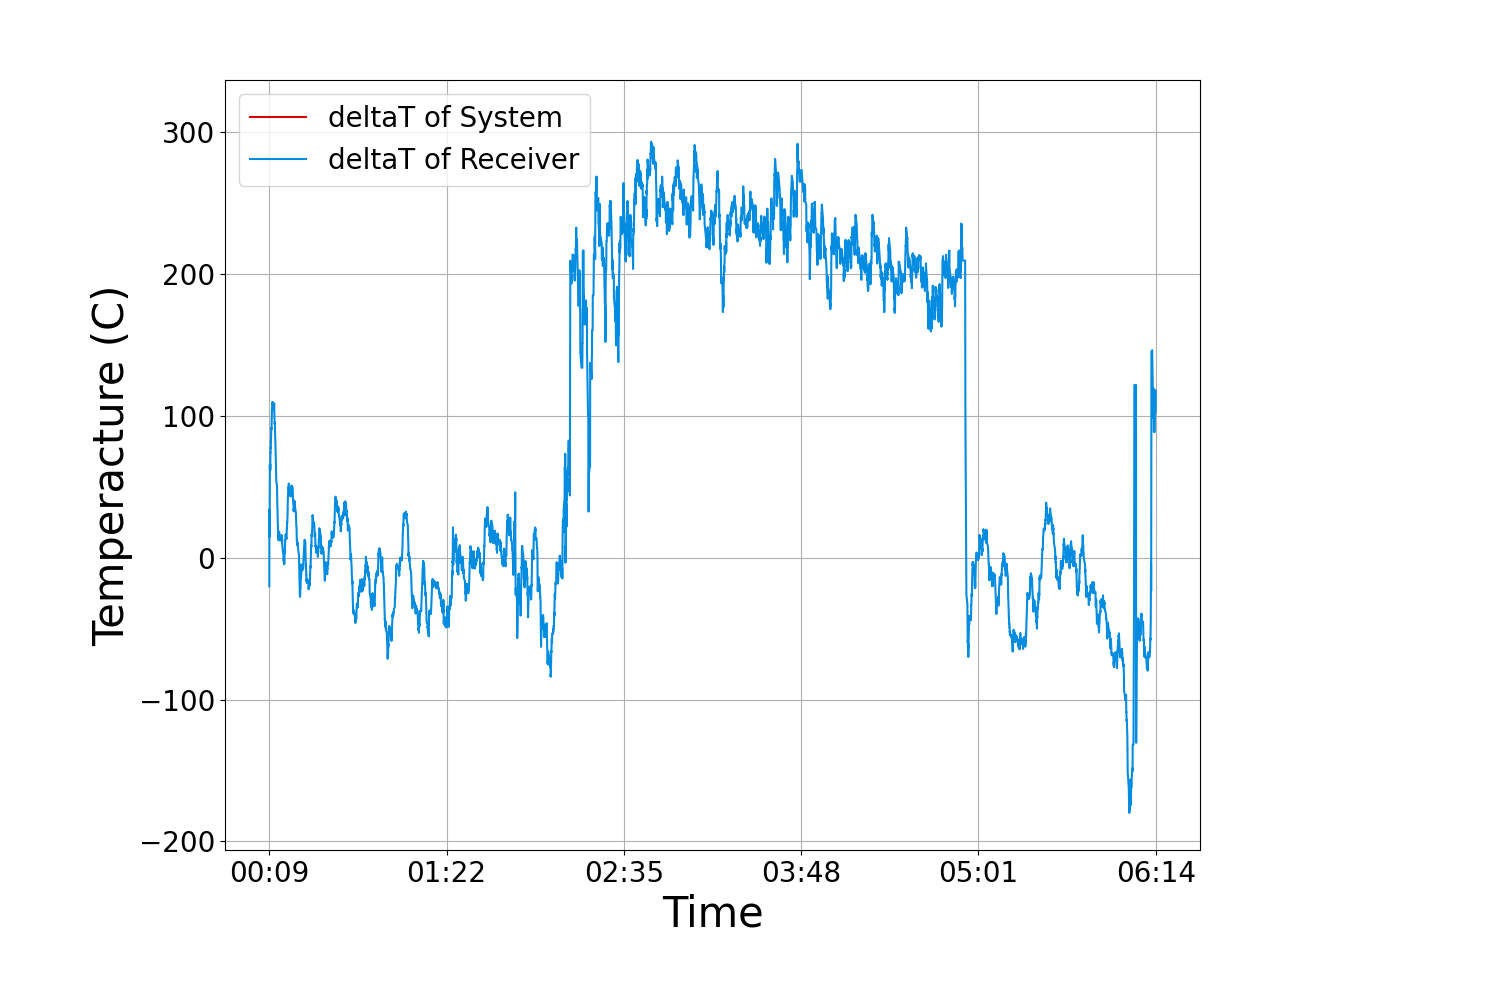 deltaT of System
deltaT of Receiver
300
200
100
0
−100
−200
Temperacture (C)
00:09 01:22 02:35 03:48 05:01 06:14
Time